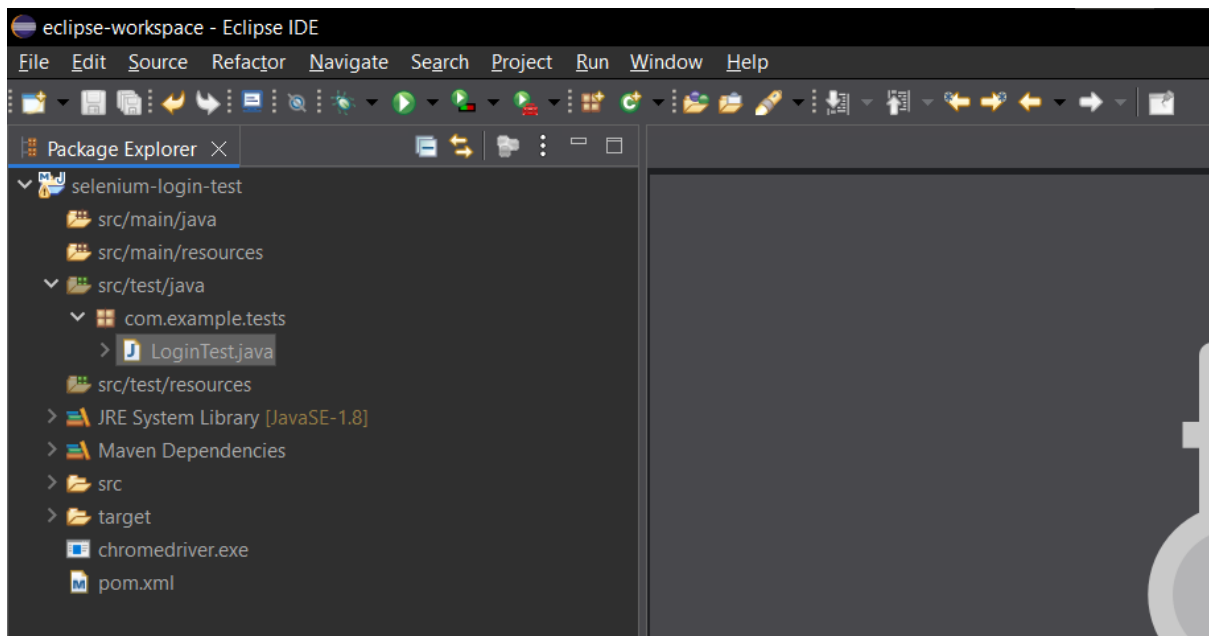 eclipse-workspace - Eclipse IDE
File Edit Source Refactor Navigate Search Project Run Window Help
Package Explorer
selenium-login-test
src/main/java
src/main/resources
src/test/java
com.example.tests
LoginTest.java
src/test/resources
JRE System Library [JavaSE-1.8]
Maven Dependencies
src
target
chromedriver.exe
pom.xml